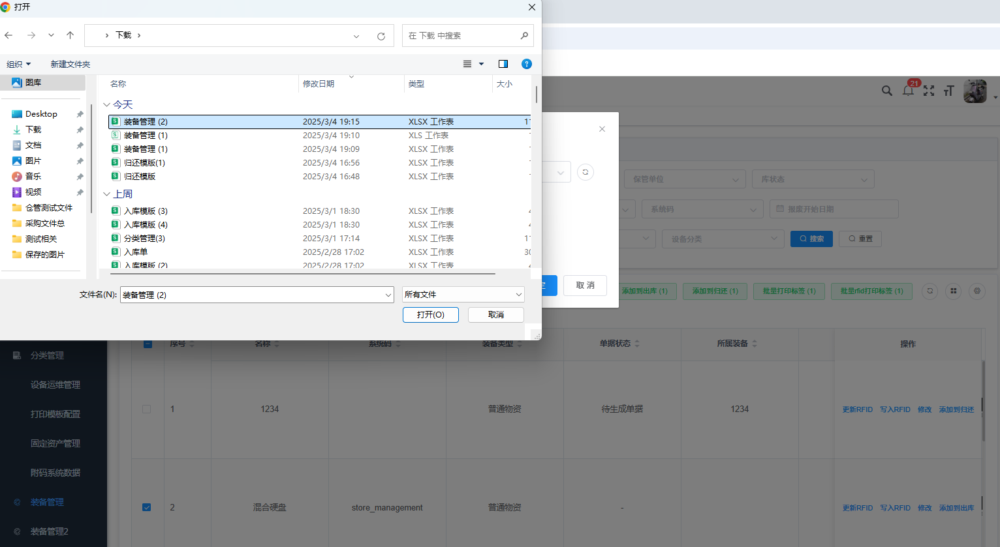 打开
下载
在 下载 中搜索
组织
新建文件夹
图库
Desktop
下载
文档
图片
音乐
视频
仓管测试文件
采购文件总
测试相关
保存的图片
名称 修改日期 类型 大小
今天
装备管理 (2) 2025/3/4 19:15 XLSX 工作表
装备管理 (1) 2025/3/4 19:10 XLS 工作表
装备管理 (1) 2025/3/4 19:09 XLSX 工作表
归还模版(1) 2025/3/4 16:56 XLSX 工作表
归还模版 2025/3/4 16:48 XLSX 工作表
上周
入库模版 (3) 2025/3/1 18:30 XLSX 工作表
入库模版 (4) 2025/3/1 18:30 XLSX 工作表
分类管理(3) 2025/3/1 17:14 XLSX 工作表
入库单 2025/2/28 17:02 XLSX 工作表
入库模版 (2) 2025/2/28 17:02 XLSX 工作表
文件名(N): 装备管理 (2) 所有文件
打开(O) 取消
21
保管单位 库状态
系统码 报废开始日期
设备分类 搜索 重置
定 取 消
添加到出库 (1) 添加到归还 (1) 批量打印标签 (1) 批量rfid打印标签 (1)
序号 名称 系统码 装备类型 单据状态 所属装备 操作
1 1234 普通物资 待生成单据 1234 更新RFID 写入RFID 修改 添加到归还
2 混合硬盘 store_management 普通物资 - 更新RFID 写入RFID 修改 添加到出库
分类管理
设备运维管理
打印模板配置
固定资产管理
附码系统数据
装备管理
装备管理2